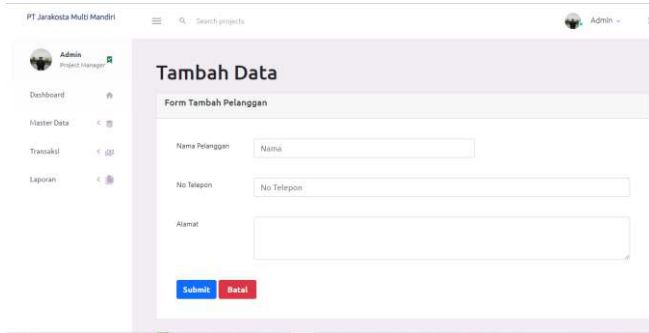 PT Jarakosta Multi Mandiri
Search projects
Admin
Admin
Project Manager
Dashboard
Master Data
Transaksi
Laporan
Tambah Data
Form Tambah Pelanggan
Nama Pelanggan
Nama
No Telepon
No Telepon
Alamat
Submit
Batal